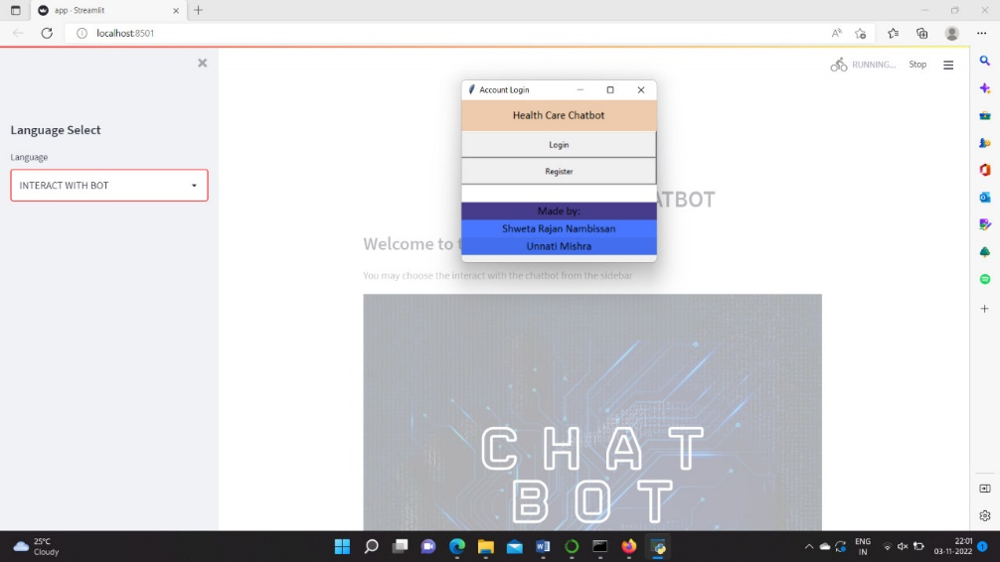 app · Streamlit
localhost:8501
RUNNING...
Stop
Language Select
Language
INTERACT WITH BOT
Account Login
Health Care Chatbot
Login
Register
Made by:
Shweta Rajan Nambissan
Unnati Mishra
ATBOT
Welcome to t
You may choose the interact with the chatbot from the sidebar
CHAT
BOT
25°C
Cloudy
ENG
IN
22:01
03-11-2022